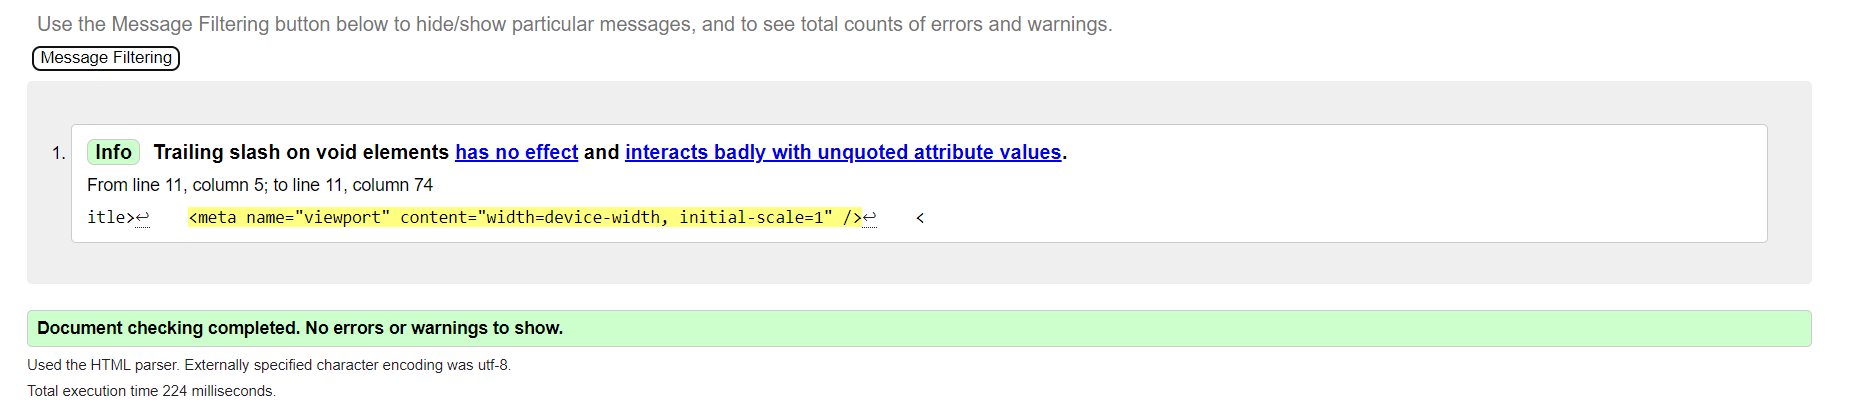 Use the Message Filtering button below to hide/show particular messages, and to see total counts of errors and warnings.
Message Filtering
1. Info Trailing slash on void elements has no effect and interacts badly with unquoted attribute values.
From line 11, column 5; to line 11, column 74
itle>↩    <meta name="viewport" content="width=device-width, initial-scale=1" />↩    <
Document checking completed. No errors or warnings to show.
Used the HTML parser. Externally specified character encoding was utf-8.
Total execution time 224 milliseconds.